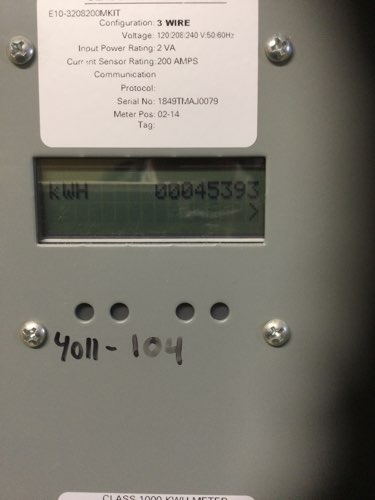 E10-3208200MKIT
Configuration: 3 WIRE
Voltage: 120/208/240 V:50/60Hz
Input Power Rating: 2 VA
Current Sensor Rating: 200 AMPS
Communication
Protocol:
Serial No: 1849TMAJ0079
Meter Pos: 02-14
Tag:
kWH 00045393
>
4011-104
CLASS 1000 KWH METER